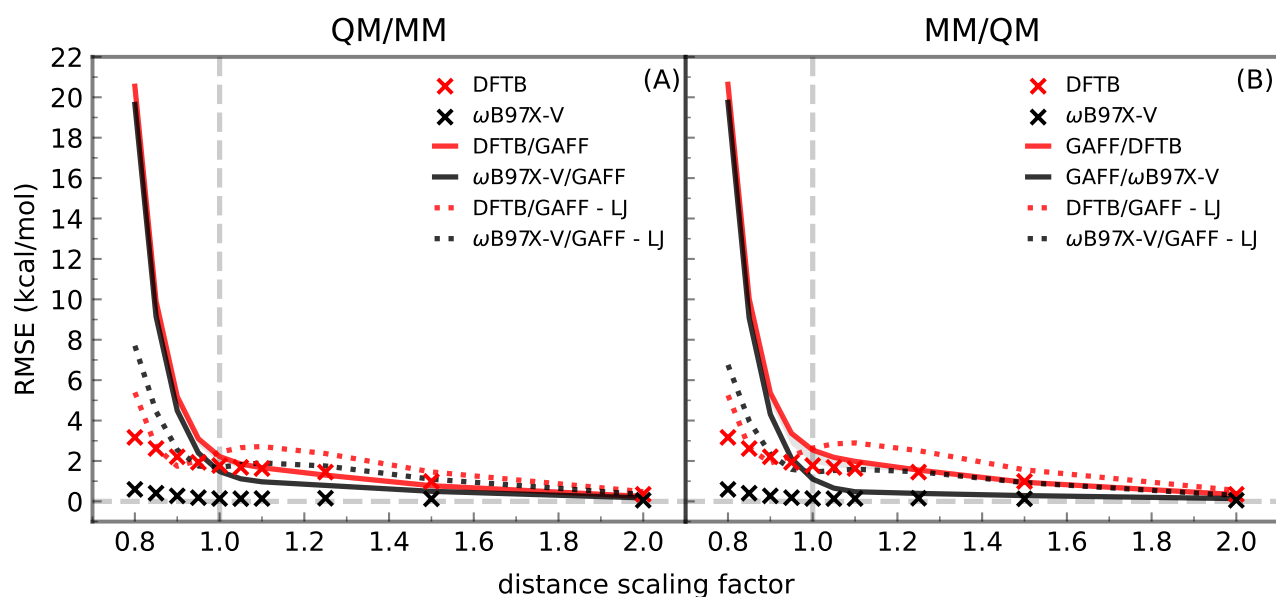 QM/MM
MM/QM
RMSE (kcal/mol)
22
20
18
16
14
12
10
8
6
4
2
0
(A)
DFTB
ωB97X-V
DFTB/GAFF
ωB97X-V/GAFF
DFTB/GAFF - LJ
ωB97X-V/GAFF - LJ
(B)
DFTB
ωB97X-V
GAFF/DFTB
GAFF/ωB97X-V
DFTB/GAFF - LJ
ωB97X-V/GAFF - LJ
0.8 1.0 1.2 1.4 1.6 1.8 2.0
0.8 1.0 1.2 1.4 1.6 1.8 2.0
distance scaling factor